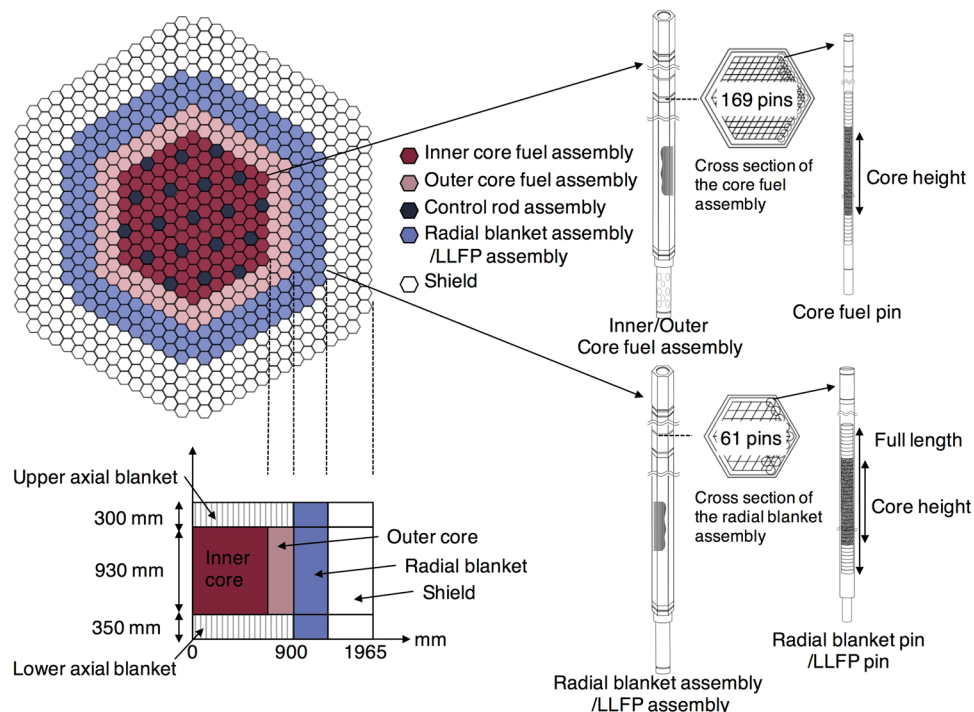 Inner core fuel assembly
Outer core fuel assembly
Control rod assembly
Radial blanket assembly
/LLFP assembly
Shield
169 pins
Cross section of
the core fuel
assembly
Core height
Inner/Outer
Core fuel assembly
Core fuel pin
61 pins
Cross section of
the radial blanket
assembly
Full length
Core height
Radial blanket assembly
/LLFP assembly
Radial blanket pin
/LLFP pin
Upper axial blanket
300 mm
930 mm
350 mm
Lower axial blanket
Inner
core
Outer core
Radial blanket
Shield
mm
0
900
1965